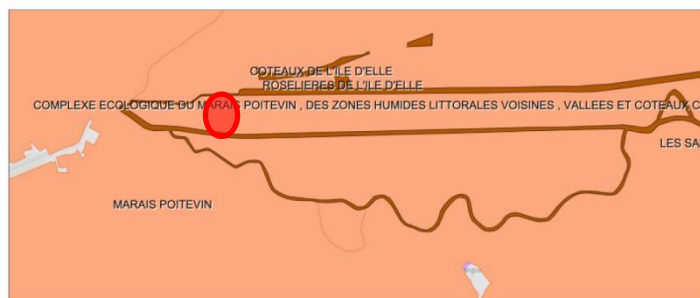 COTEAUX DE L'ILE D'ELLE
ROSELIERES DE L'ILE D'ELLE
COMPLEXE ECOLOGIQUE DU MARAIS POITEVIN , DES ZONES HUMIDES LITTORALES VOISINES , VALLEES ET COTEAUX C
LES SA
MARAIS POITEVIN